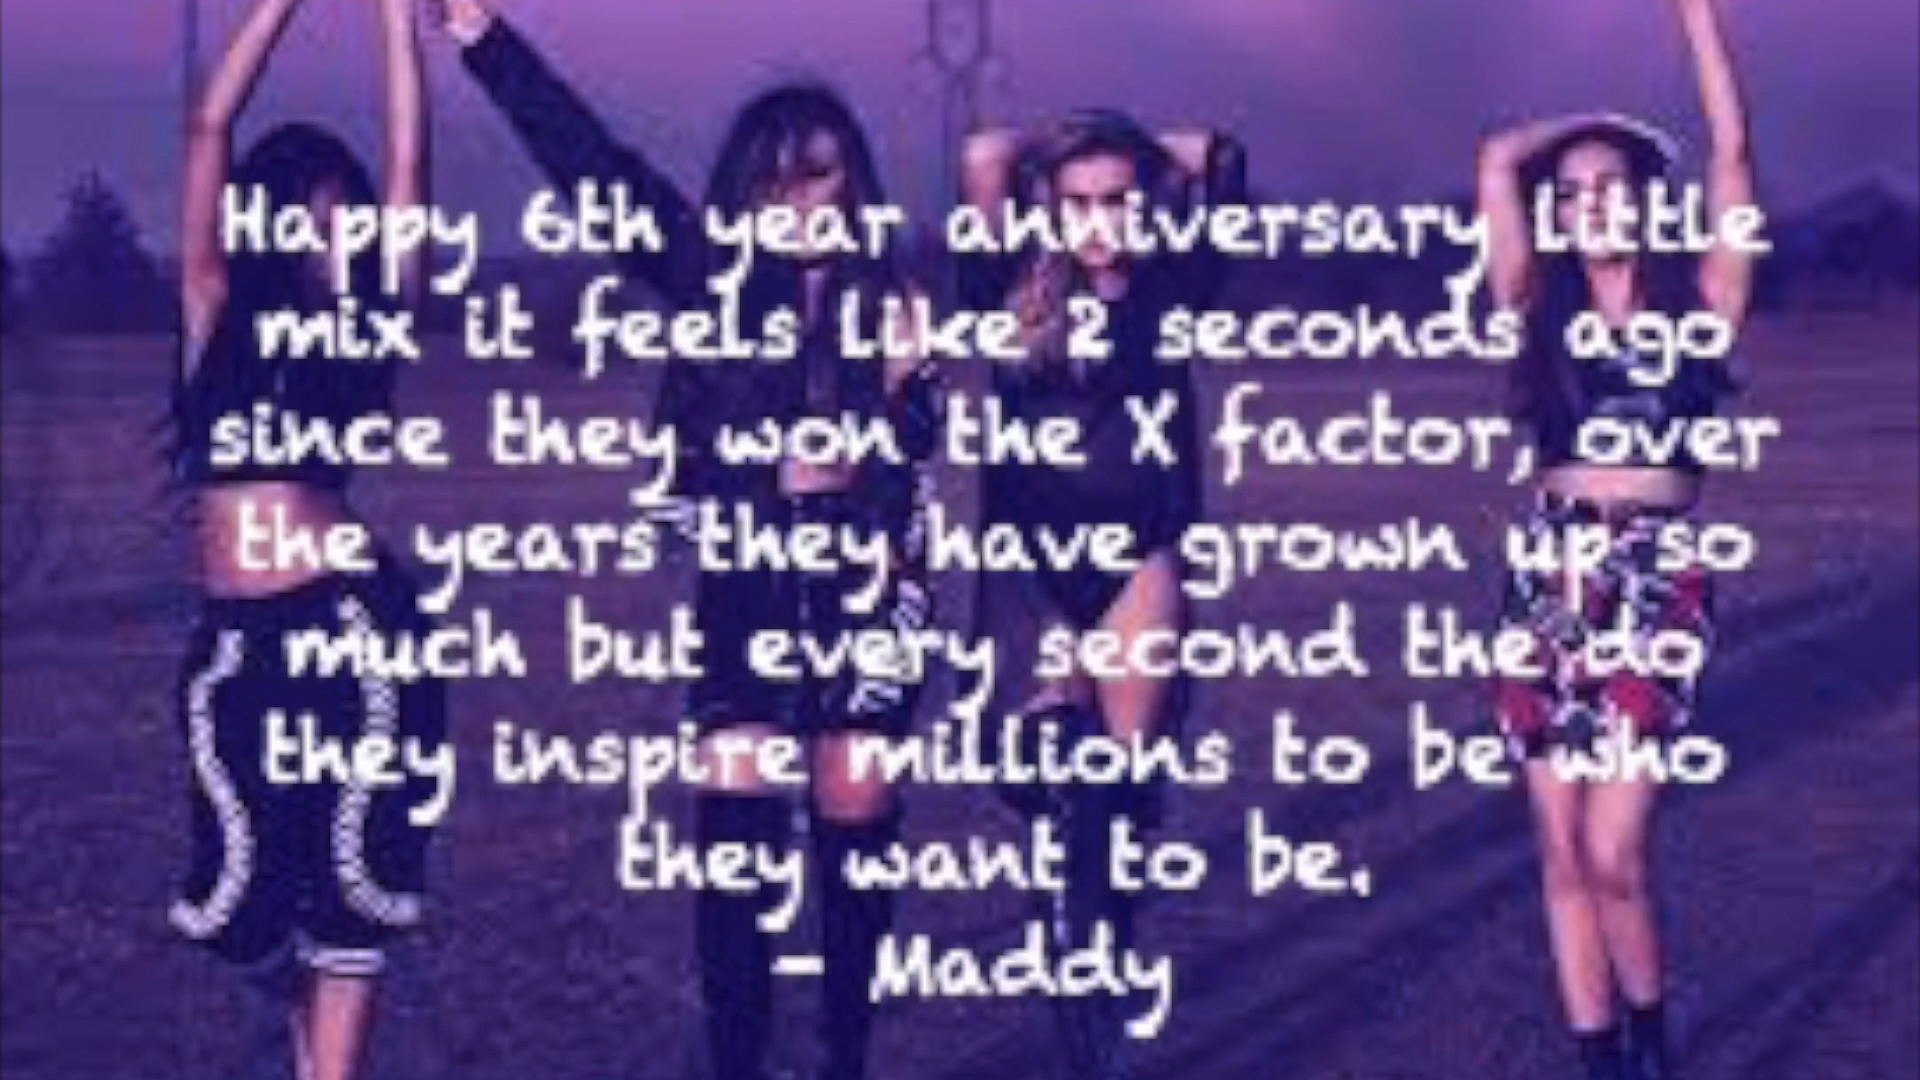 Happy 6th year anniversary little
mix it feels like 2 seconds ago
since they won the X factor, over
the years they have grown up so
much but every second the do
they inspire millions to be who
they want to be.
- Maddy